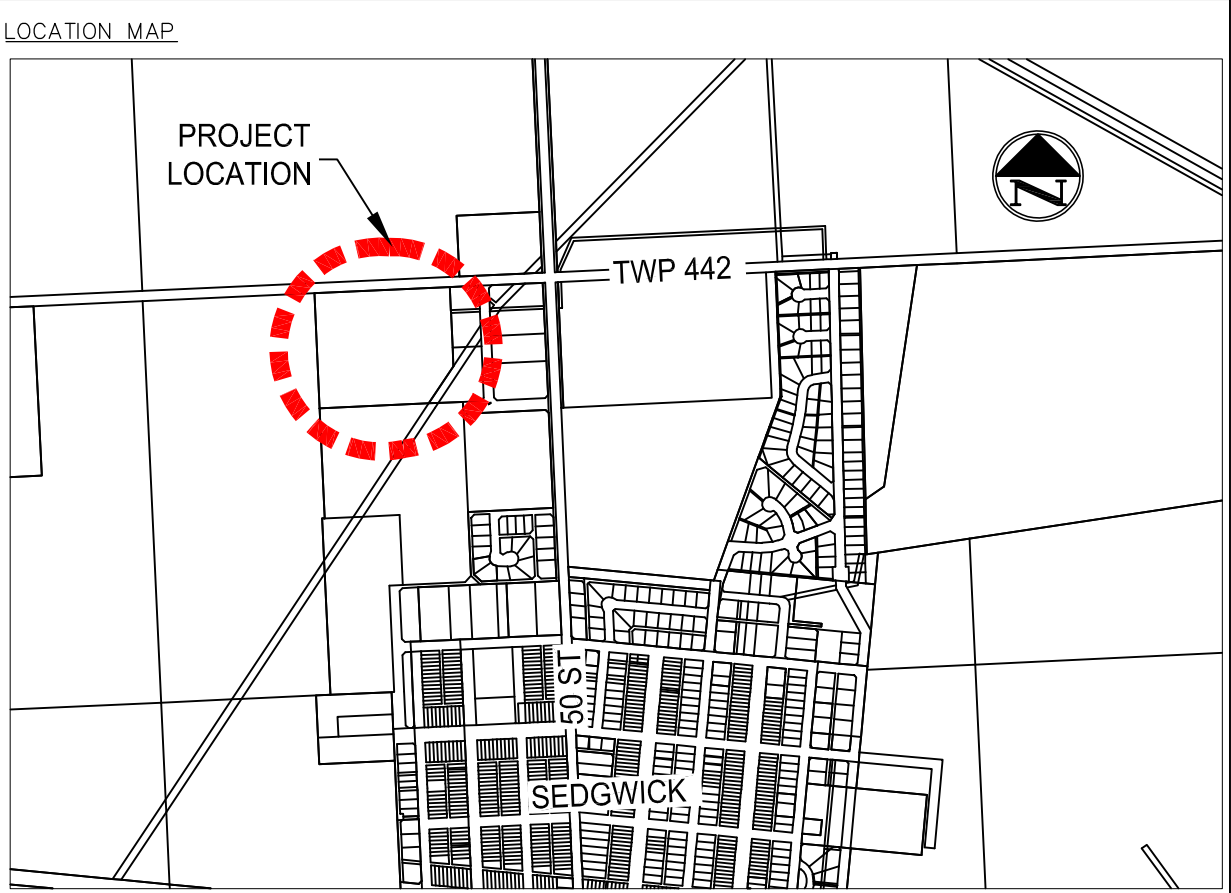 LOCATION MAP
PROJECT
LOCATION
N
TWP 442
50 ST
SEDGWICK